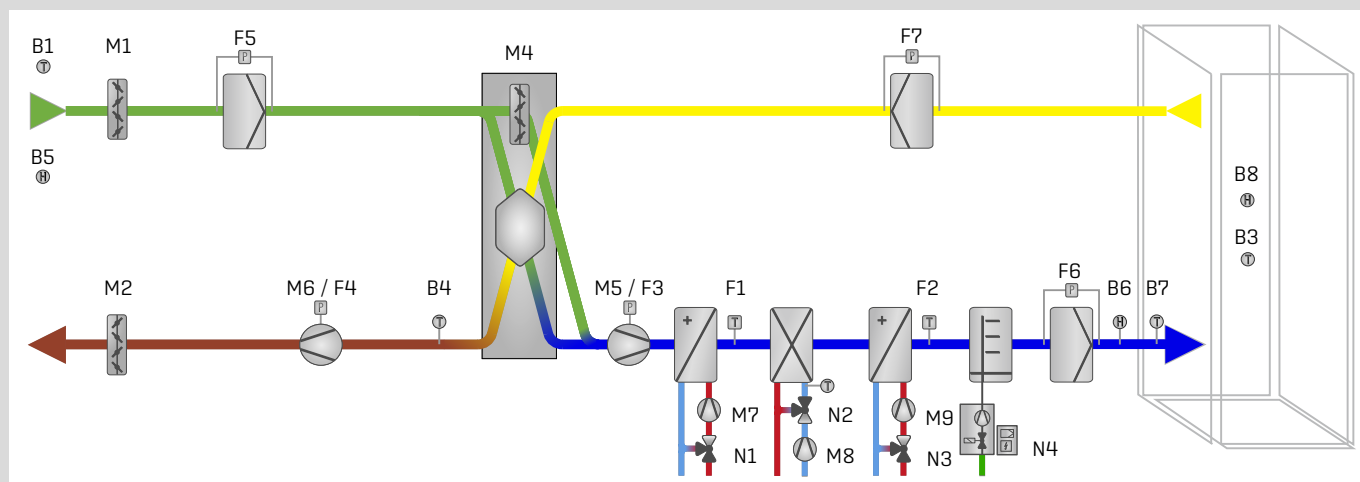 B1
T
M1
F5
P
M4
F7
P
B5
H
B8
H
B3
T
M2
M6 / F4
P
B4
T
M5 / F3
P
F1
T
F2
T
F6
P
B6
H
B7
T
+
+
T
M7
N2
M9
N1
M8
N3
N4